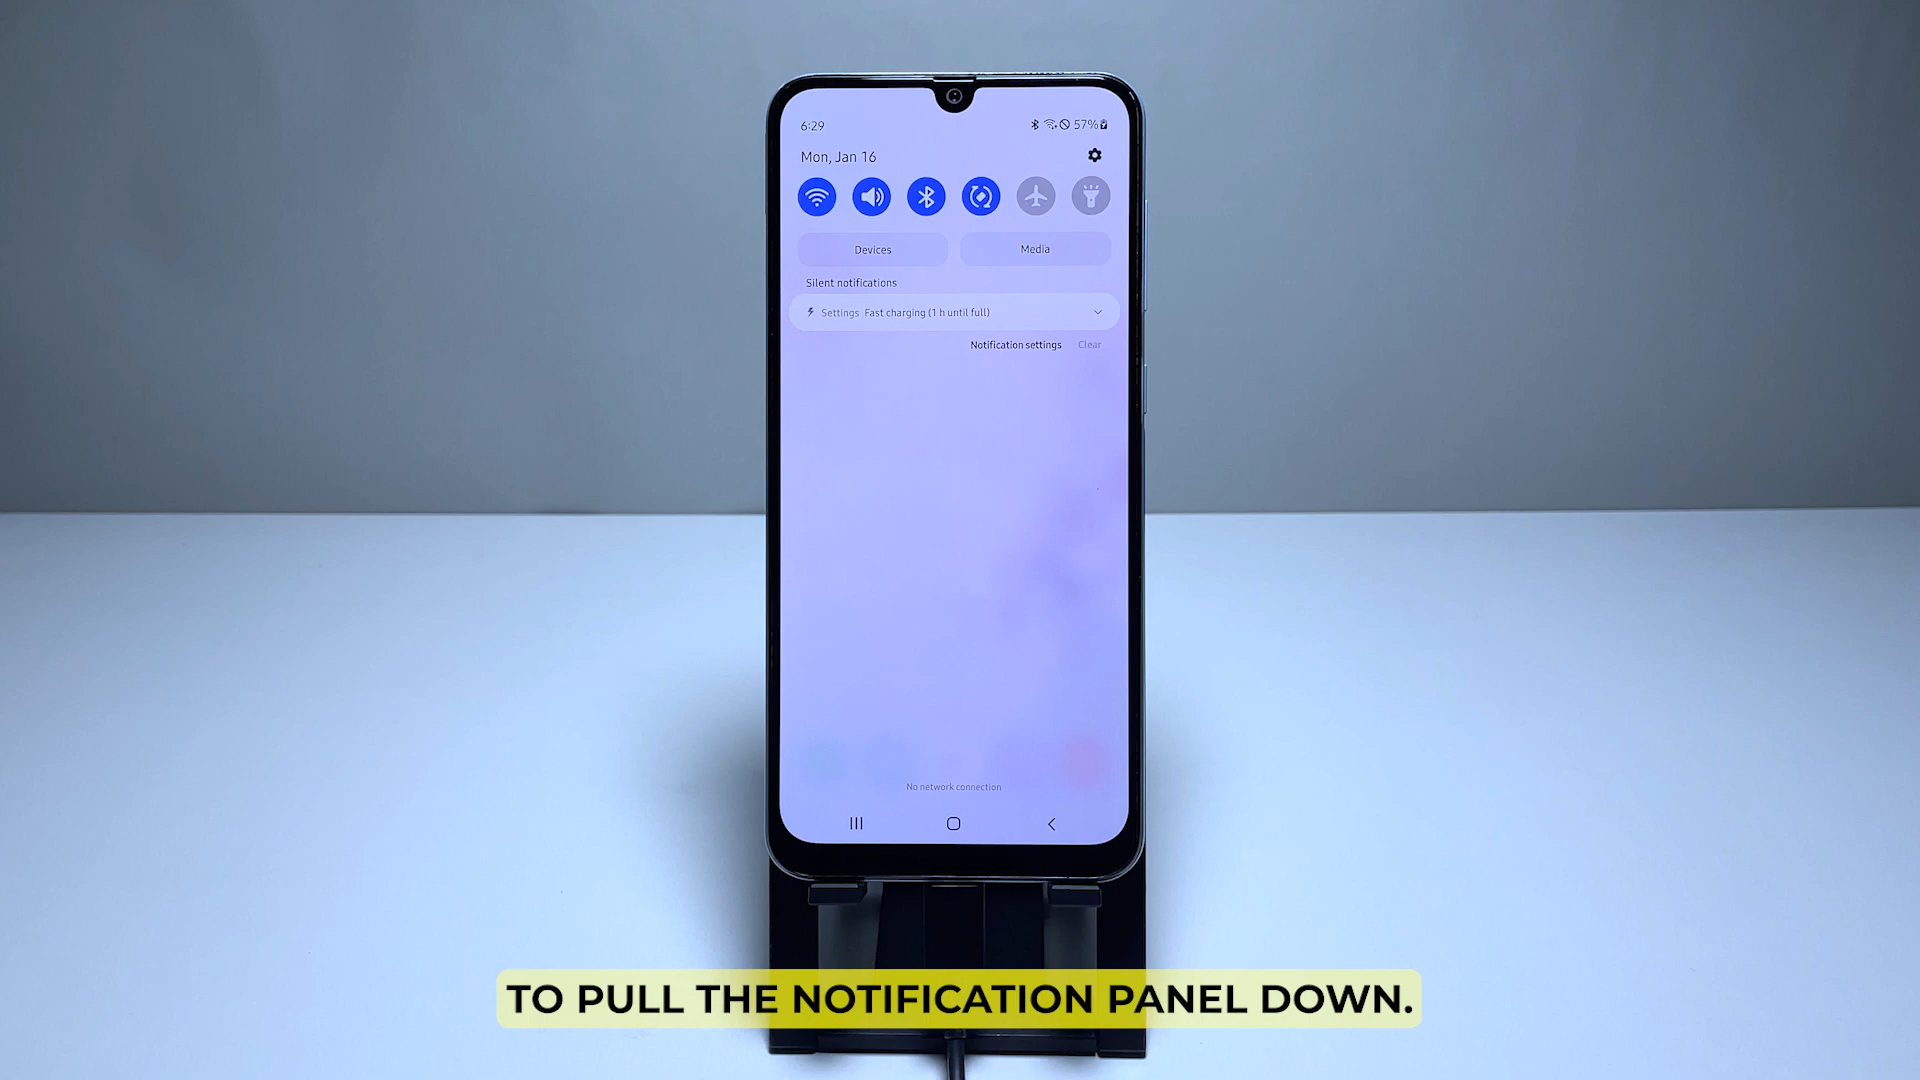 6:29
57%
Mon, Jan 16
Devices
Media
Silent notifications
Settings Fast charging (1 h until full)
Notification settings Clear
No network connection
TO PULL THE NOTIFICATION PANEL DOWN.